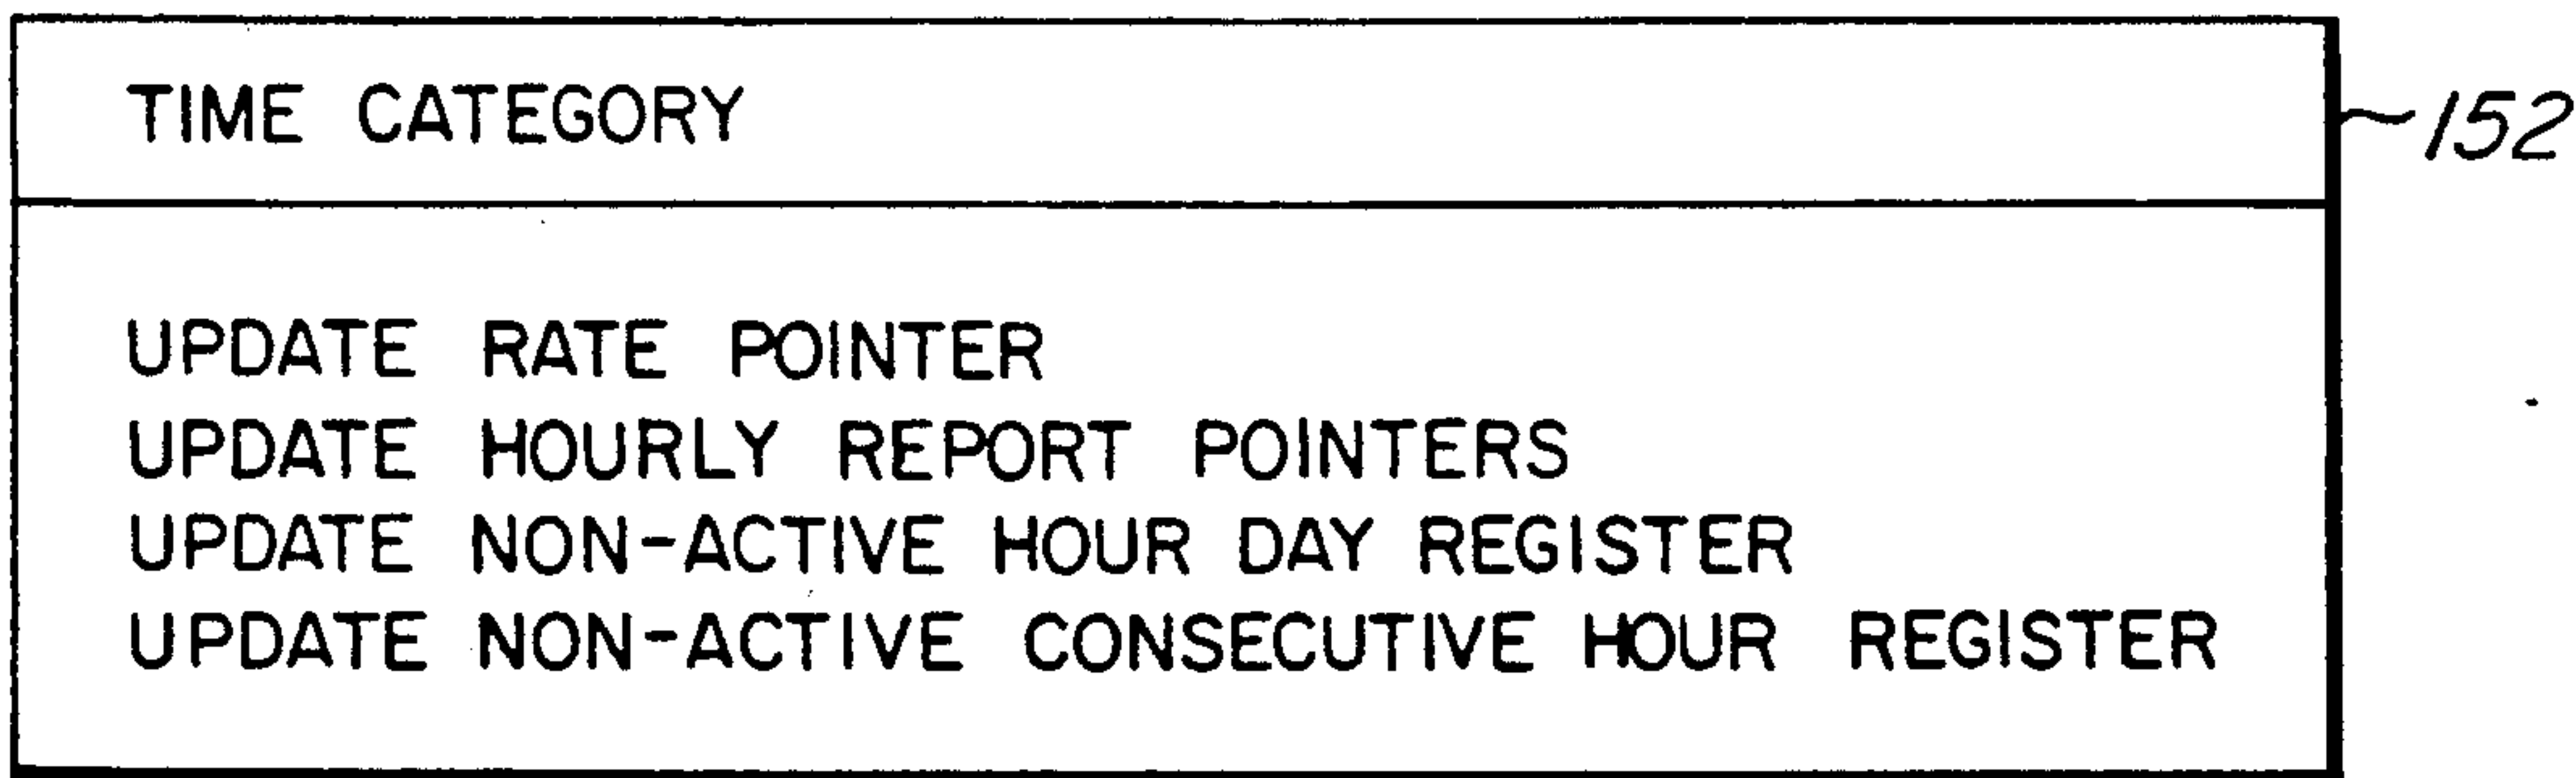 TIME CATEGORY
152
UPDATE RATE POINTER
UPDATE HOURLY REPORT POINTERS
UPDATE NON-ACTIVE HOUR DAY REGISTER
UPDATE NON-ACTIVE CONSECUTIVE HOUR REGISTER